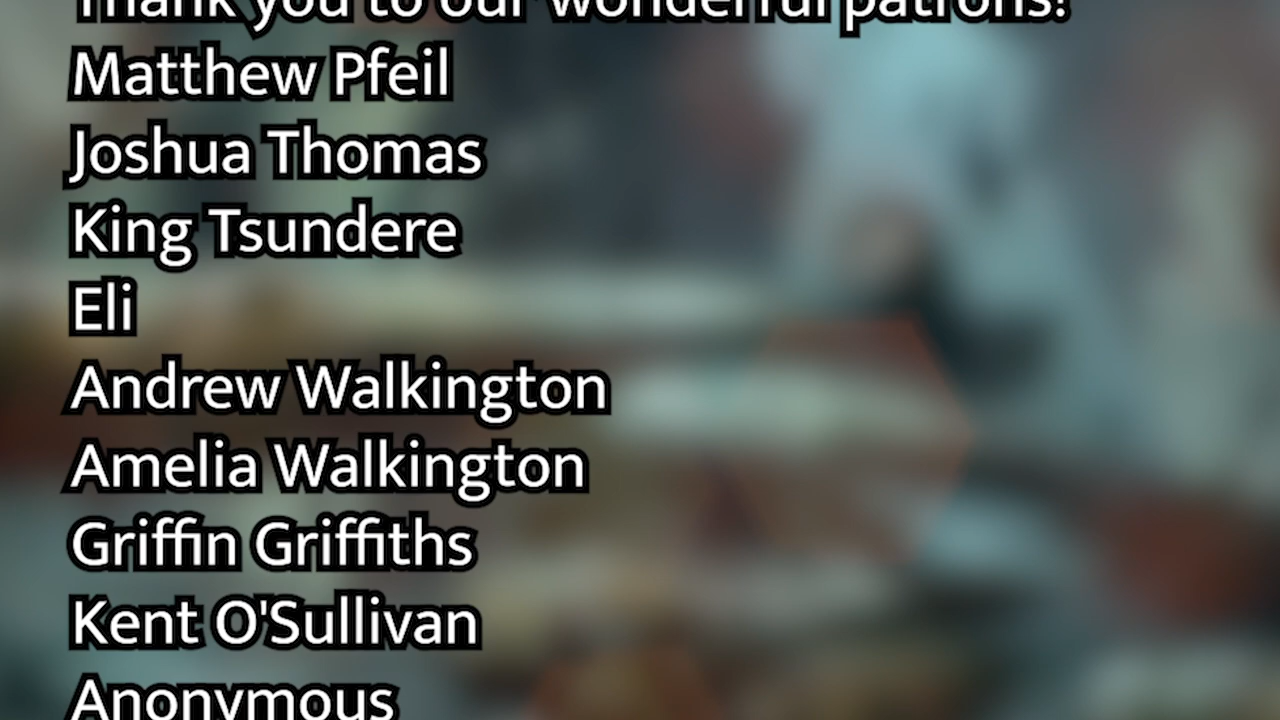 Thank you to our wonderful patrons!
Matthew Pfeil
Joshua Thomas
King Tsundere
Eli
Andrew Walkington
Amelia Walkington
Griffin Griffiths
Kent O'Sullivan
Anonymous